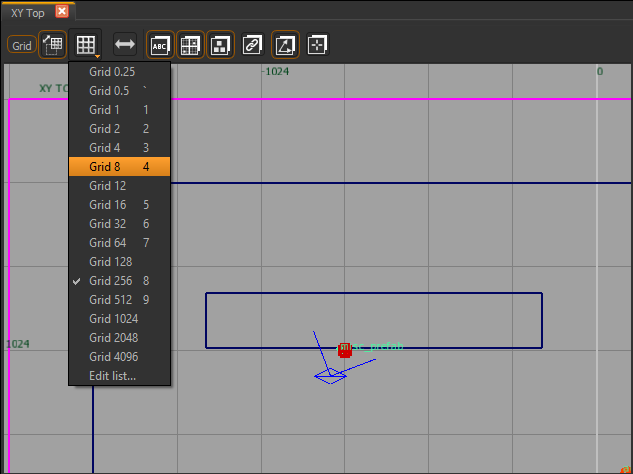 XY Top
Grid
ABC
-1024
0
XY TO
Grid 0.25
Grid 0.5 `
Grid 1 1
Grid 2 2
Grid 4 3
Grid 8 4
Grid 12
Grid 16 5
Grid 32 6
Grid 64 7
Grid 128
Grid 256 8
Grid 512 9
Grid 1024
Grid 2048
Grid 4096
Edit list...
1024
misc_prefab